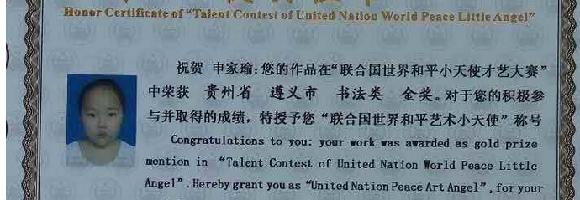 Honor Certificate of "Talent Contest of United Nation World Peace Little Angel"
祝贺 申家瑜:您的作品在“联合国世界和平小天使才艺大赛”
中荣获 贵州省 遵义市 书法类 金奖。对于您的积极参
与并取得的成绩,特授予您“联合国世界和平艺术小天使”称号
Congratulations to you: your work was awarded as gold prize
mention in "Talent Contest of United Nation World Peace Little
Angel". Hereby grant you as "United Nation Peace Art Angel", for your